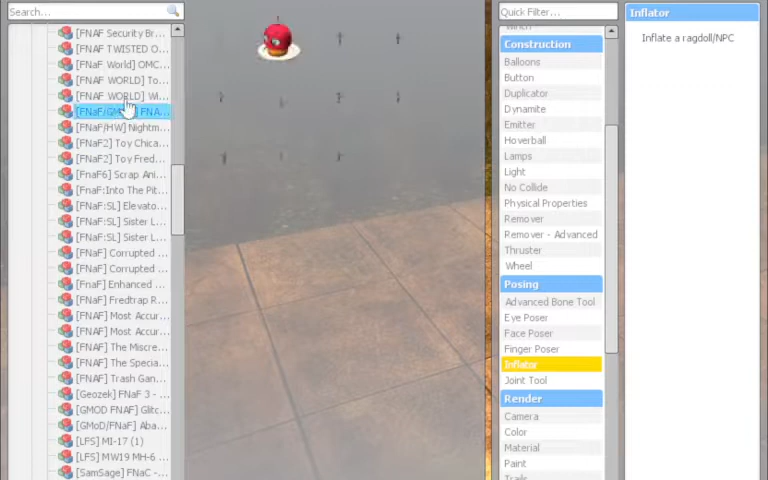 Search...
[FNAF Security Br...
[FNAF TWISTED O...
[FNaF World] OMC...
[FNAF WORLD] To...
[FNAF WORLD] Wi...
[FNaF/GM FNA...
[FNaF/HW] Nightm...
[FNaF2] Toy Chica...
[FNaF2] Toy Fred...
[FnaF6] Scrap Ani...
[FnaF:Into The Pit...
[FNaF:SL] Elevato...
[FNaF:SL] Sister L...
[FNaF:SL] Sister L...
[FNaF] Corrupted ...
[FNaF] Corrupted ...
[FnaF] Enhanced ...
[FNaF] Fredtrap R...
[FNAF] Most Accur...
[FNAF] Most Accur...
[FNAF] The Miscre...
[FNAF] The Specia...
[FNAF] Trash Gan...
[Geozek] FNaF 3 - ...
[GMOD FNAF] Glitc...
[GMoD/FNaF] Aba...
[LFS] MI-17 (1)
[LFS] MW19 MH-6 ...
[SamSage] FNaC -...
Quick Filter...
Winch
Construction
Balloons
Button
Duplicator
Dynamite
Emitter
Hoverball
Lamps
Light
No Collide
Physical Properties
Remover
Remover - Advanced
Thruster
Wheel
Posing
Advanced Bone Tool
Eye Poser
Face Poser
Finger Poser
Inflator
Joint Tool
Render
Camera
Color
Material
Paint
Trails
Inflator
Inflate a ragdoll/NPC